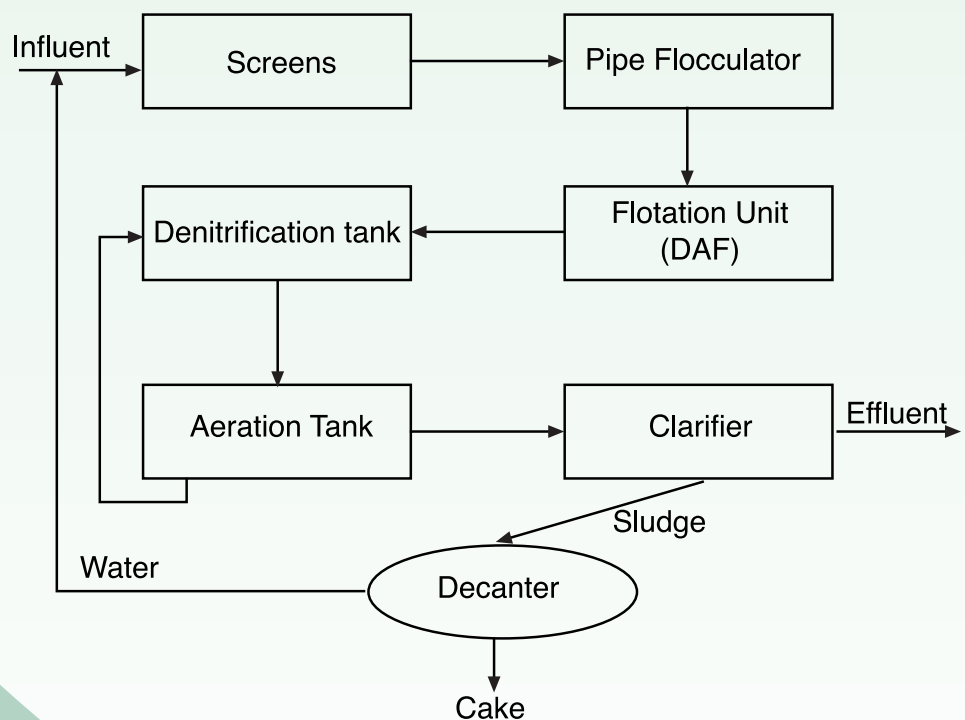 Influent
Screens
Pipe Flocculator
Denitrification tank
Flotation Unit
(DAF)
Aeration Tank
Clarifier
Effluent
Sludge
Water
Decanter
Cake